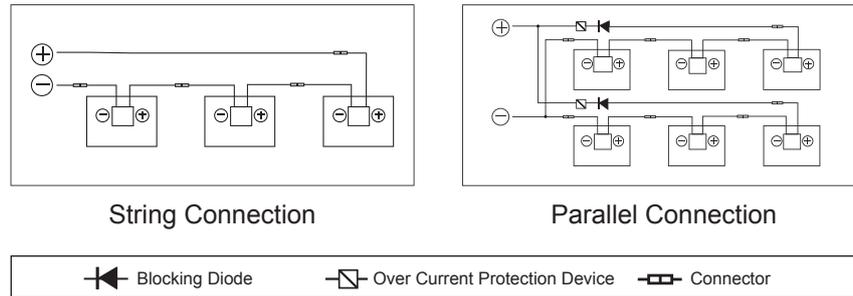 String Connection
Parallel Connection
Blocking Diode
Over Current Protection Device
Connector